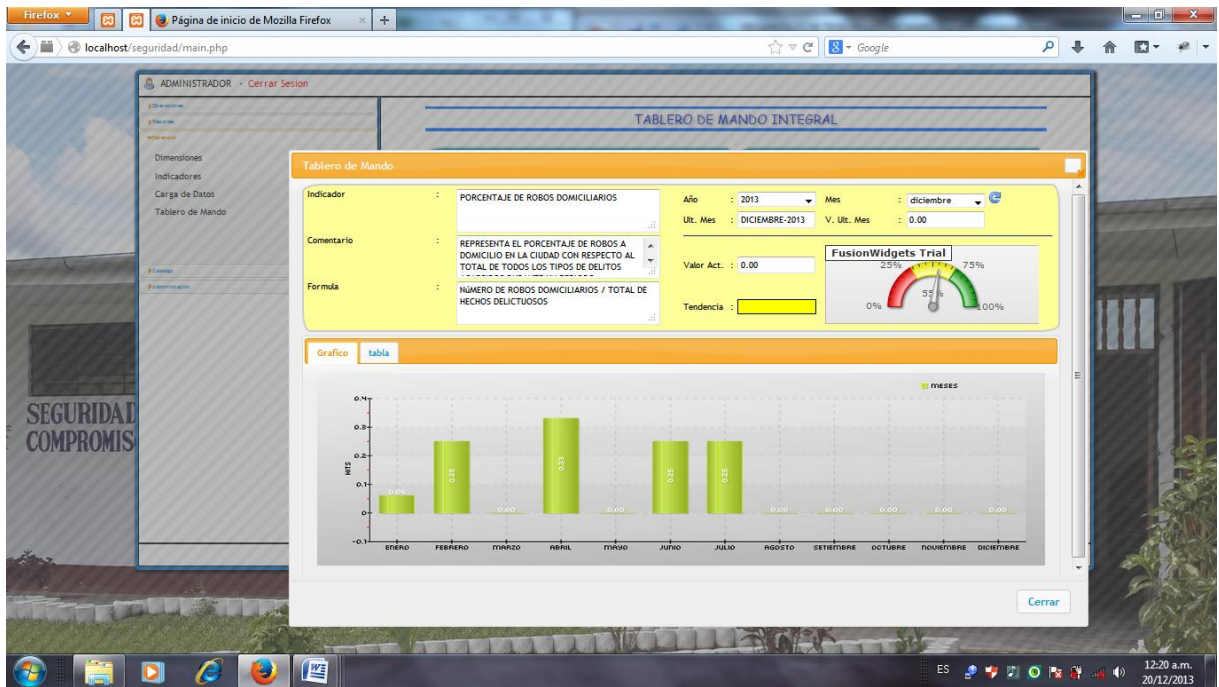 Firefox
Página de inicio de Mozilla Firefox
localhost/seguridad/main.php
Google
ADMINISTRADOR - Cerrar Sesion
TABLERO DE MANDO INTEGRAL
Dimensiones
Indicadores
Carga de Datos
Tablero de Mando
Tablero de Mando
Indicador : PORCENTAJE DE ROBOS DOMICILIARIOS
Año : 2013 Mes : diciembre
Ult. Mes : DICIEMBRE-2013 V. Ult. Mes : 0.00
Comentario : REPRESENTA EL PORCENTAJE DE ROBOS A
DOMICILIO EN LA CIUDAD CON RESPECTO AL
TOTAL DE TODOS LOS TIPOS DE DELITOS
Valor Act. : 0.00
FusionWidgets Trial
25% 75%
0% 55% 100%
Formula : NÚMERO DE ROBOS DOMICILIARIOS / TOTAL DE
HECHOS DELICTUOSOS
Tendencia :
Grafico tabla
MESES
HITS
0.4
0.3
0.2
0.1
0
-0.1
0.06 0.25 0.00 0.33 0.00 0.25 0.25 0.00 0.00 0.00 0.00 0.00
ENERO FEBRERO MARZO ABRIL MAYO JUNIO JULIO AGOSTO SETIEMBRE OCTUBRE NOVIEMBRE DICIEMBRE
Cerrar
SEGURIDAD
COMPROMIS
ES
12:20 a.m.
20/12/2013